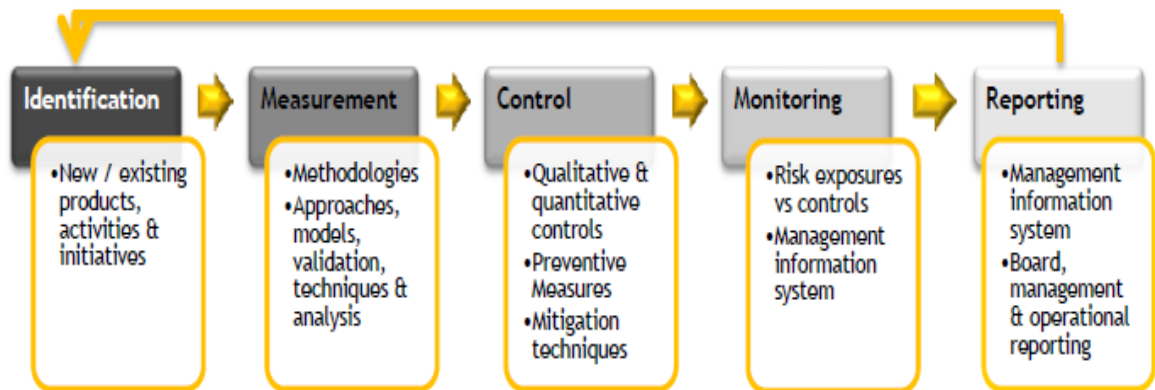 Identification
•New / existing
products,
activities &
initiatives
Measurement
•Methodologies
•Approaches,
models,
validation,
techniques &
analysis
Control
•Qualitative &
quantitative
controls
•Preventive
Measures
•Mitigation
techniques
Monitoring
•Risk exposures
vs controls
•Management
information
system
Reporting
•Management
information
system
•Board,
management
& operational
reporting